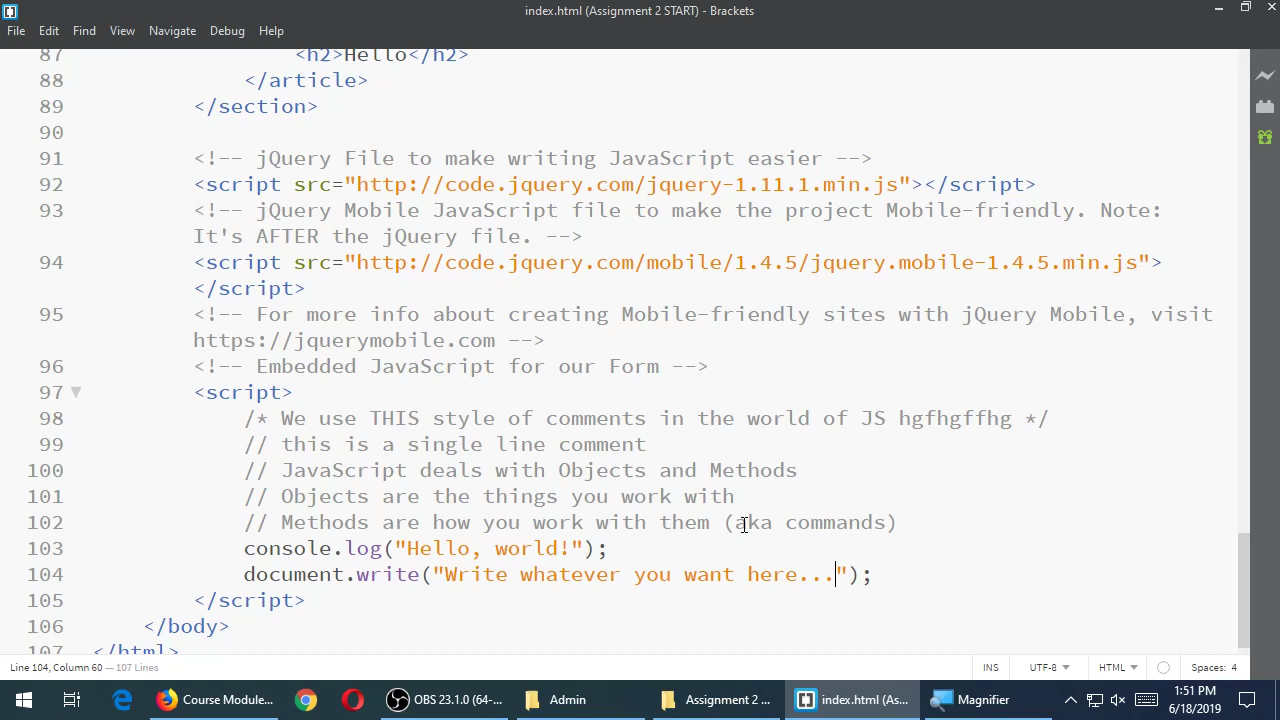 index.html (Assignment 2 START) - Brackets
File Edit Find View Navigate Debug Help
87 <h2>Hello</h2>
88 </article>
89 </section>
90
91 <!-- jQuery File to make writing JavaScript easier -->
92 <script src="http://code.jquery.com/jquery-1.11.1.min.js"></script>
93 <!-- jQuery Mobile JavaScript file to make the project Mobile-friendly. Note:
It's AFTER the jQuery file. -->
94 <script src="http://code.jquery.com/mobile/1.4.5/jquery.mobile-1.4.5.min.js">
</script>
95 <!-- For more info about creating Mobile-friendly sites with jQuery Mobile, visit
https://jquerymobile.com -->
96 <!-- Embedded JavaScript for our Form -->
97 <script>
98 /* We use THIS style of comments in the world of JS hgfhgffhg */
99 // this is a single line comment
100 // JavaScript deals with Objects and Methods
101 // Objects are the things you work with
102 // Methods are how you work with them (aka commands)
103 console.log("Hello, world!");
104 document.write("Write whatever you want here...");
105 </script>
106 </body>
107 </html>
Line 104, Column 60 — 107 Lines INS UTF-8 HTML Spaces: 4
Course Module... OBS 23.1.0 (64-... Admin Assignment 2 ... index.html (As... Magnifier 1:51 PM
6/18/2019